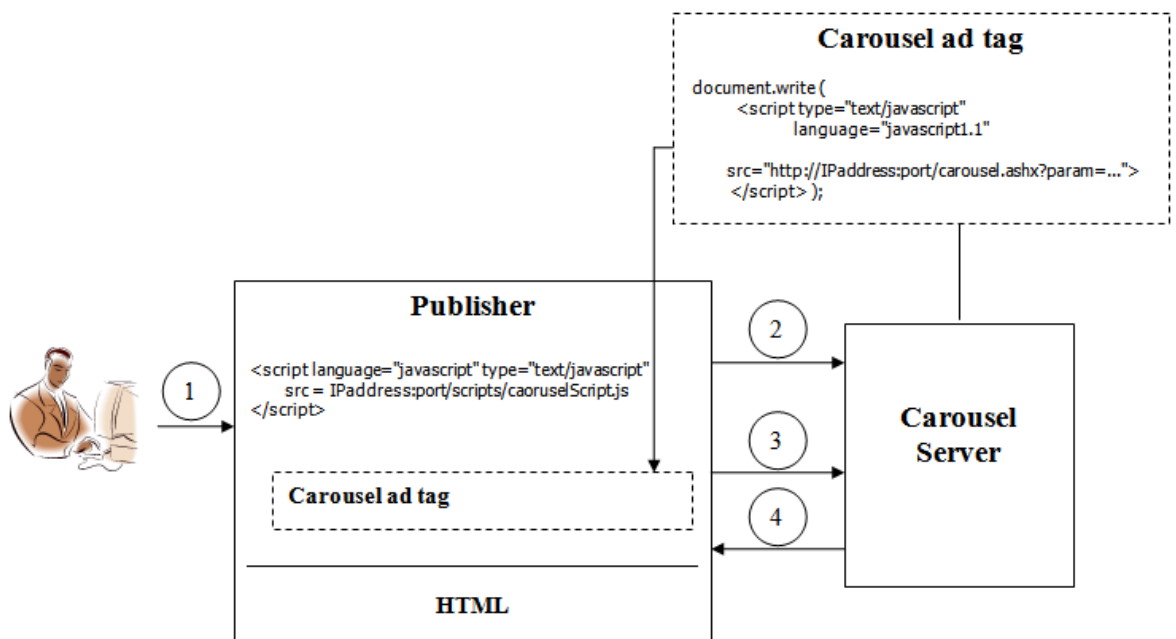 Carousel ad tag
document.write (
<script type="text/javascript"
language="javascript1.1"
src="http://IPaddress:port/carousel.ashx?param=...">
</script> );
Publisher
<script language="javascript" type="text/javascript"
src = IPaddress:port/scripts/caoruselScript.js
</script>
1
2
3
4
Carousel
Server
Carousel ad tag
HTML